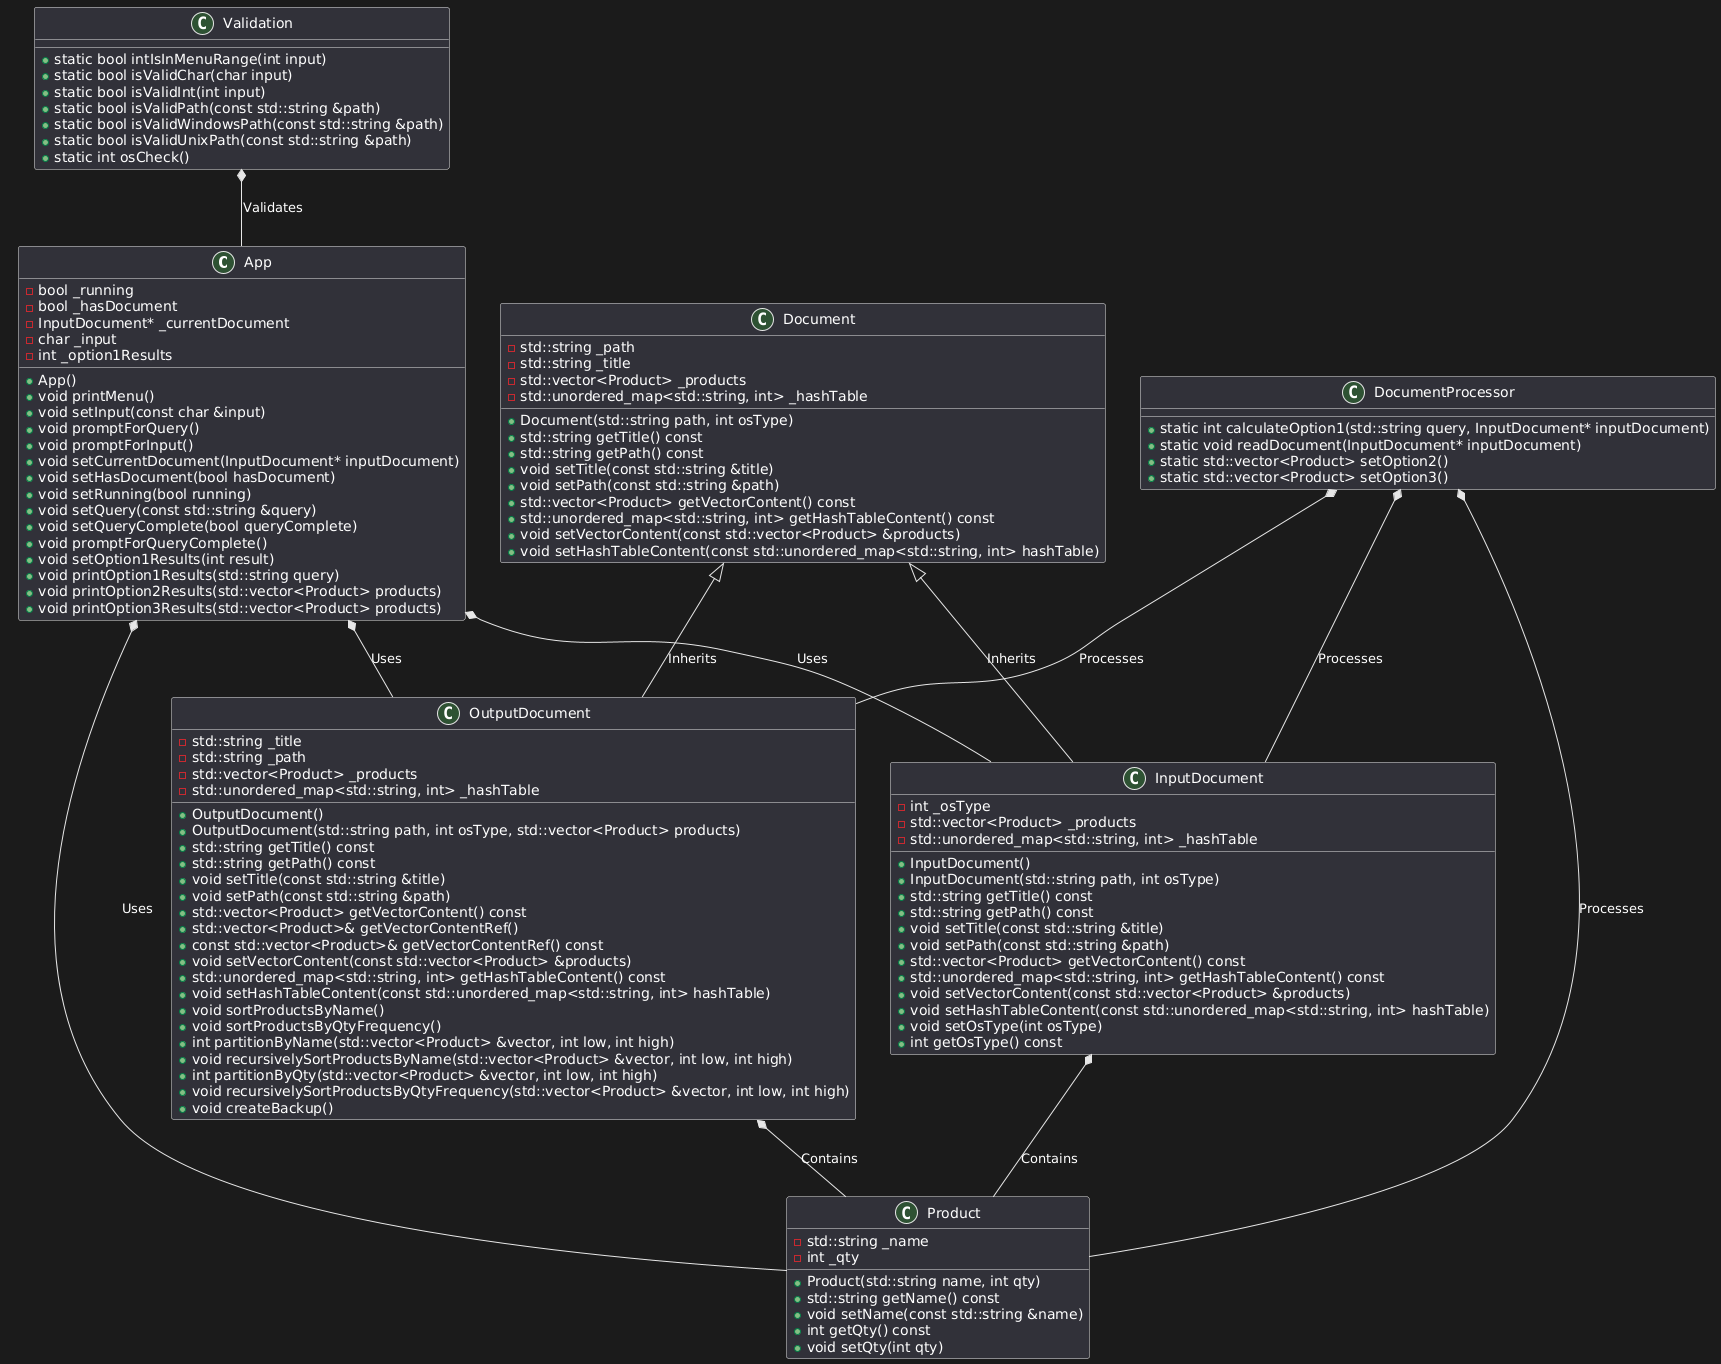 C Validation
static bool intIsInMenuRange(int input)
static bool isValidChar(char input)
static bool isValidInt(int input)
static bool isValidPath(const std::string &path)
static bool isValidWindowsPath(const std::string &path)
static bool isValidUnixPath(const std::string &path)
static int osCheck()
Validates
C App
bool _running
bool _hasDocument
InputDocument* _currentDocument
char _input
int _option1Results
App()
void printMenu()
void setInput(const char &input)
void promptForQuery()
void promptForInput()
void setCurrentDocument(InputDocument* inputDocument)
void setHasDocument(bool hasDocument)
void setRunning(bool running)
void setQuery(const std::string &query)
void setQueryComplete(bool queryComplete)
void promptForQueryComplete()
void setOption1Results(int result)
void printOption1Results(std::string query)
void printOption2Results(std::vector<Product> products)
void printOption3Results(std::vector<Product> products)
C Document
std::string _path
std::string _title
std::vector<Product> _products
std::unordered_map<std::string, int> _hashTable
Document(std::string path, int osType)
std::string getTitle() const
std::string getPath() const
void setTitle(const std::string &title)
void setPath(const std::string &path)
std::vector<Product> getVectorContent() const
std::unordered_map<std::string, int> getHashTableContent() const
void setVectorContent(const std::vector<Product> &products)
void setHashTableContent(const std::unordered_map<std::string, int> hashTable)
C DocumentProcessor
static int calculateOption1(std::string query, InputDocument* inputDocument)
static void readDocument(InputDocument* inputDocument)
static std::vector<Product> setOption2()
static std::vector<Product> setOption3()
Uses
Inherits
Uses
Inherits
Processes
Processes
C OutputDocument
std::string _title
std::string _path
std::vector<Product> _products
std::unordered_map<std::string, int> _hashTable
OutputDocument()
OutputDocument(std::string path, int osType, std::vector<Product> products)
std::string getTitle() const
std::string getPath() const
void setTitle(const std::string &title)
void setPath(const std::string &path)
std::vector<Product> getVectorContent() const
std::vector<Product>& getVectorContentRef()
const std::vector<Product>& getVectorContentRef() const
void setVectorContent(const std::vector<Product> &products)
std::unordered_map<std::string, int> getHashTableContent() const
void setHashTableContent(const std::unordered_map<std::string, int> hashTable)
void sortProductsByName()
void sortProductsByQtyFrequency()
int partitionByName(std::vector<Product> &vector, int low, int high)
void recursivelySortProductsByName(std::vector<Product> &vector, int low, int high)
int partitionByQty(std::vector<Product> &vector, int low, int high)
void recursivelySortProductsByQtyFrequency(std::vector<Product> &vector, int low, int high)
void createBackup()
C InputDocument
int _osType
std::vector<Product> _products
std::unordered_map<std::string, int> _hashTable
InputDocument()
InputDocument(std::string path, int osType)
std::string getTitle() const
std::string getPath() const
void setTitle(const std::string &title)
void setPath(const std::string &path)
std::vector<Product> getVectorContent() const
std::unordered_map<std::string, int> getHashTableContent() const
void setVectorContent(const std::vector<Product> &products)
void setHashTableContent(const std::unordered_map<std::string, int> hashTable)
void setOsType(int osType)
int getOsType() const
Uses
Processes
Contains
Contains
C Product
std::string _name
int _qty
Product(std::string name, int qty)
std::string getName() const
void setName(const std::string &name)
int getQty() const
void setQty(int qty)